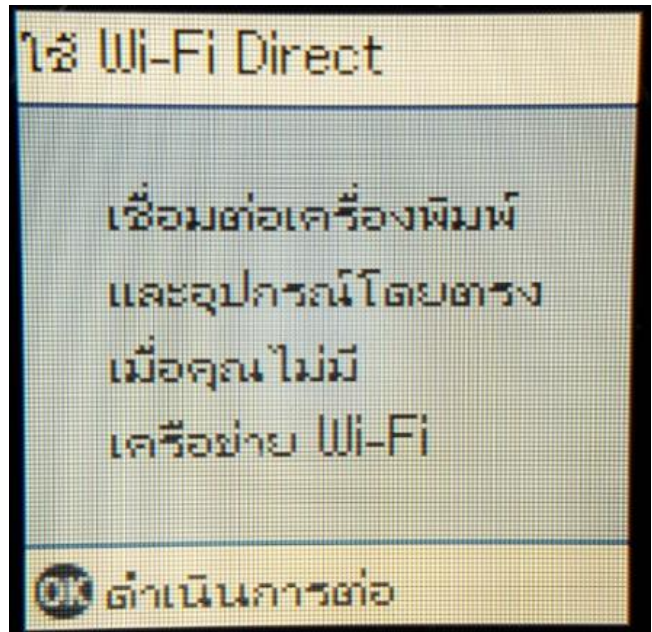 ใช้ Wi-Fi Direct
เชื่อมต่อเครื่องพิมพ์
และอุปกรณ์โดยตรง
เมื่อคุณไม่มี
เครือข่าย Wi-Fi
OK ดำเนินการต่อ